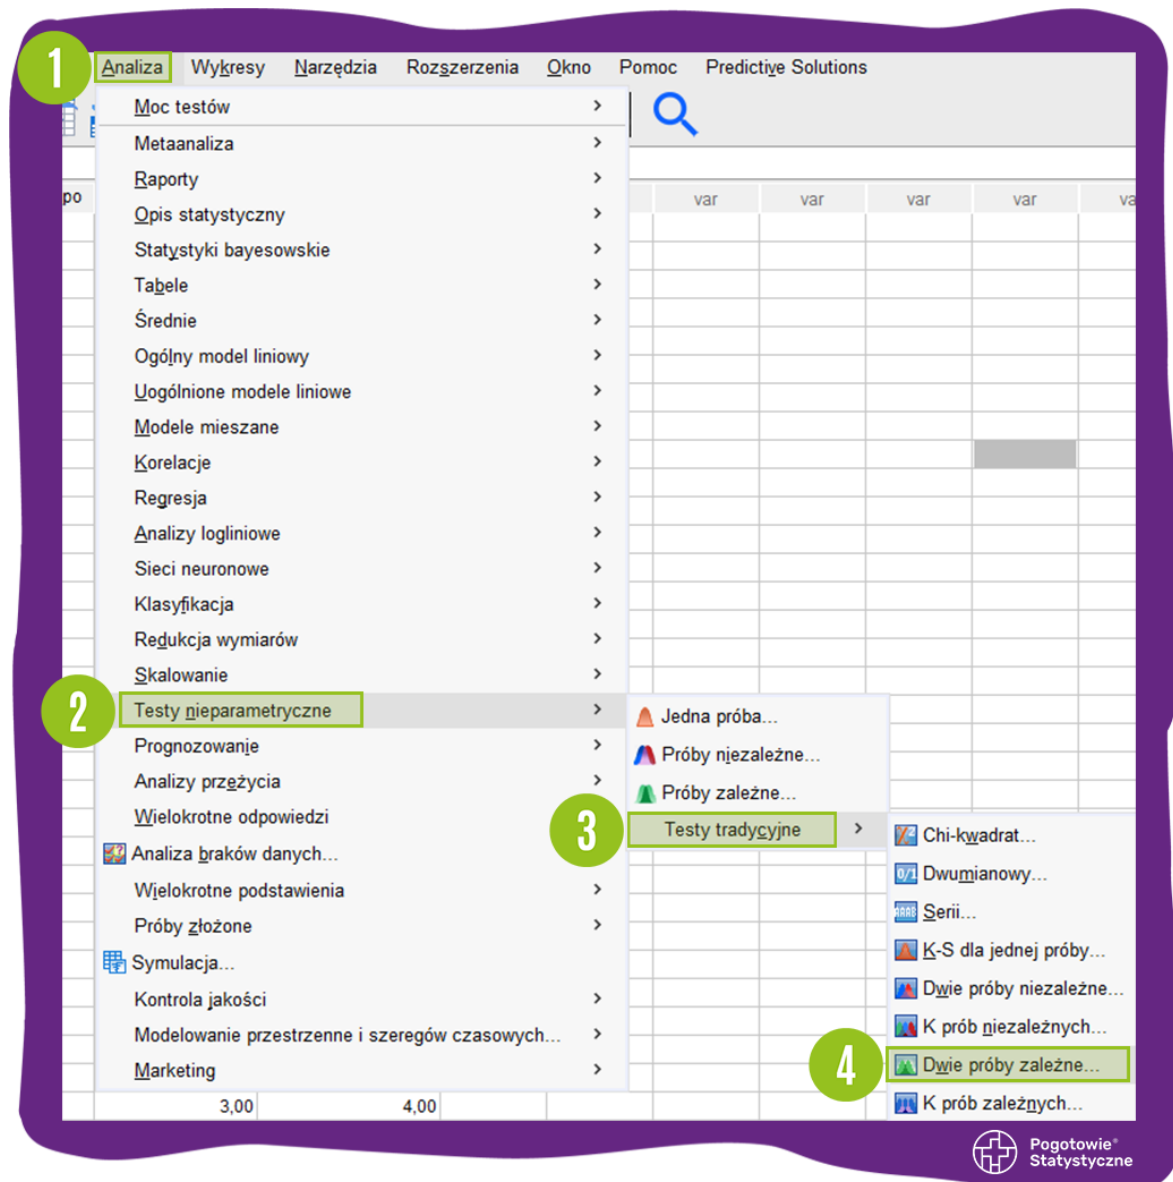 1
Analiza Wykresy Narzędzia Rozszerzenia Okno Pomoc Predictive Solutions
Moc testów
Metaanaliza
Raporty
po var var var var va
Opis statystyczny
Statystyki bayesowskie
Tabele
Średnie
Ogólny model liniowy
Uogólnione modele liniowe
Modele mieszane
Korelacje
Regresja
Analizy logliniowe
Sieci neuronowe
Klasyfikacja
Redukcja wymiarów
Skalowanie
2
Testy nieparametryczne
Prognozowanie
Analizy przeżycia
Wielokrotne odpowiedzi
Analiza braków danych...
Wielokrotne podstawienia
Próby złożone
Symulacja...
Kontrola jakości
Modelowanie przestrzenne i szeregów czasowych...
Marketing
Jedna próba...
Próby niezależne...
Próby zależne...
3
Testy tradycyjne
Chi-kwadrat...
0/1 Dwumianowy...
Serii...
K-S dla jednej próby...
Dwie próby niezależne...
K prób niezależnych...
4
Dwie próby zależne...
K prób zależnych...
3,00 4,00
Pogotowie®
Statystyczne